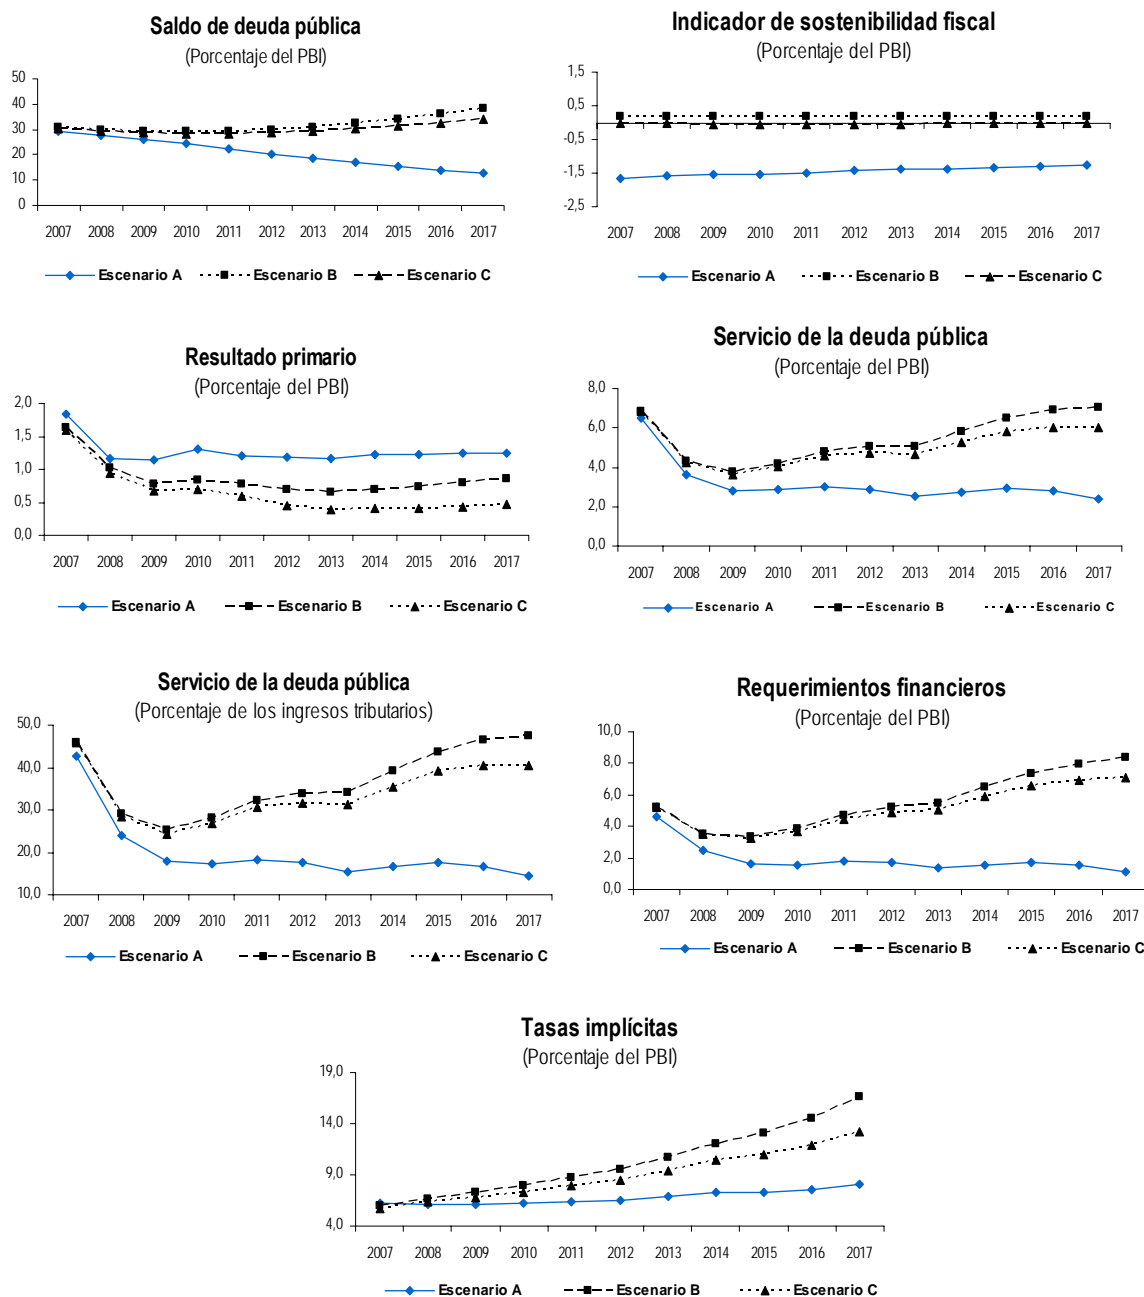 Saldo de deuda pública
(Porcentaje del PBI)
50
40
30
20
10
0
2007 2008 2009 2010 2011 2012 2013 2014 2015 2016 2017
Escenario A Escenario B Escenario C
Indicador de sostenibilidad fiscal
(Porcentaje del PBI)
1,5
0,5
-0,5
-1,5
-2,5
2007 2008 2009 2010 2011 2012 2013 2014 2015 2016 2017
Escenario A Escenario B Escenario C
Resultado primario
(Porcentaje del PBI)
2,0
1,5
1,0
0,5
0,0
2007 2008 2009 2010 2011 2012 2013 2014 2015 2016 2017
Escenario A Escenario B Escenario C
Servicio de la deuda pública
(Porcentaje del PBI)
8,0
6,0
4,0
2,0
0,0
2007 2008 2009 2010 2011 2012 2013 2014 2015 2016 2017
Escenario A Escenario B Escenario C
Servicio de la deuda pública
(Porcentaje de los ingresos tributarios)
50,0
40,0
30,0
20,0
10,0
2007 2008 2009 2010 2011 2012 2013 2014 2015 2016 2017
Escenario A Escenario B Escenario C
Requerimientos financieros
(Porcentaje del PBI)
10,0
8,0
6,0
4,0
2,0
0,0
2007 2008 2009 2010 2011 2012 2013 2014 2015 2016 2017
Escenario A Escenario B Escenario C
Tasas implícitas
(Porcentaje del PBI)
19,0
14,0
9,0
4,0
2007 2008 2009 2010 2011 2012 2013 2014 2015 2016 2017
Escenario A Escenario B Escenario C